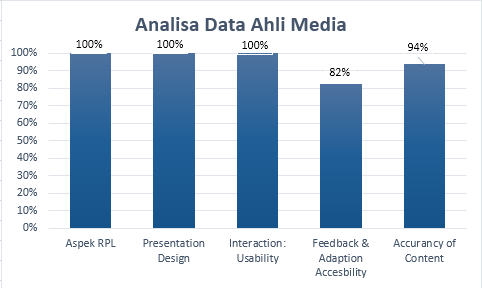 Analisa Data Ahli Media
100%
90%
80%
70%
60%
50%
40%
30%
20%
10%
0%
100%
100%
100%
82%
94%
Aspek RPL
Presentation
Design
Interaction:
Usability
Feedback &
Adaption
Accesbility
Accurancy of
Content